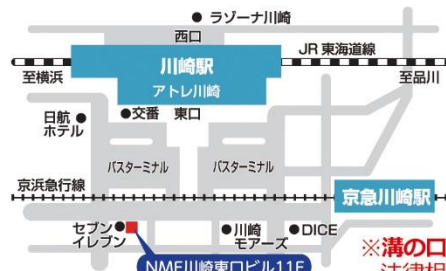 ラゾーナ川崎
西口
JR 東海道線
川崎駅
至横浜
至品川
アトレ川崎
交番
東口
日航
ホテル
バスターミナル
バスターミナル
京浜急行線
京急川崎駅
セブン
イレブン
川崎
モアーズ
DICE
※溝の口
NMF川崎東口ビル11F